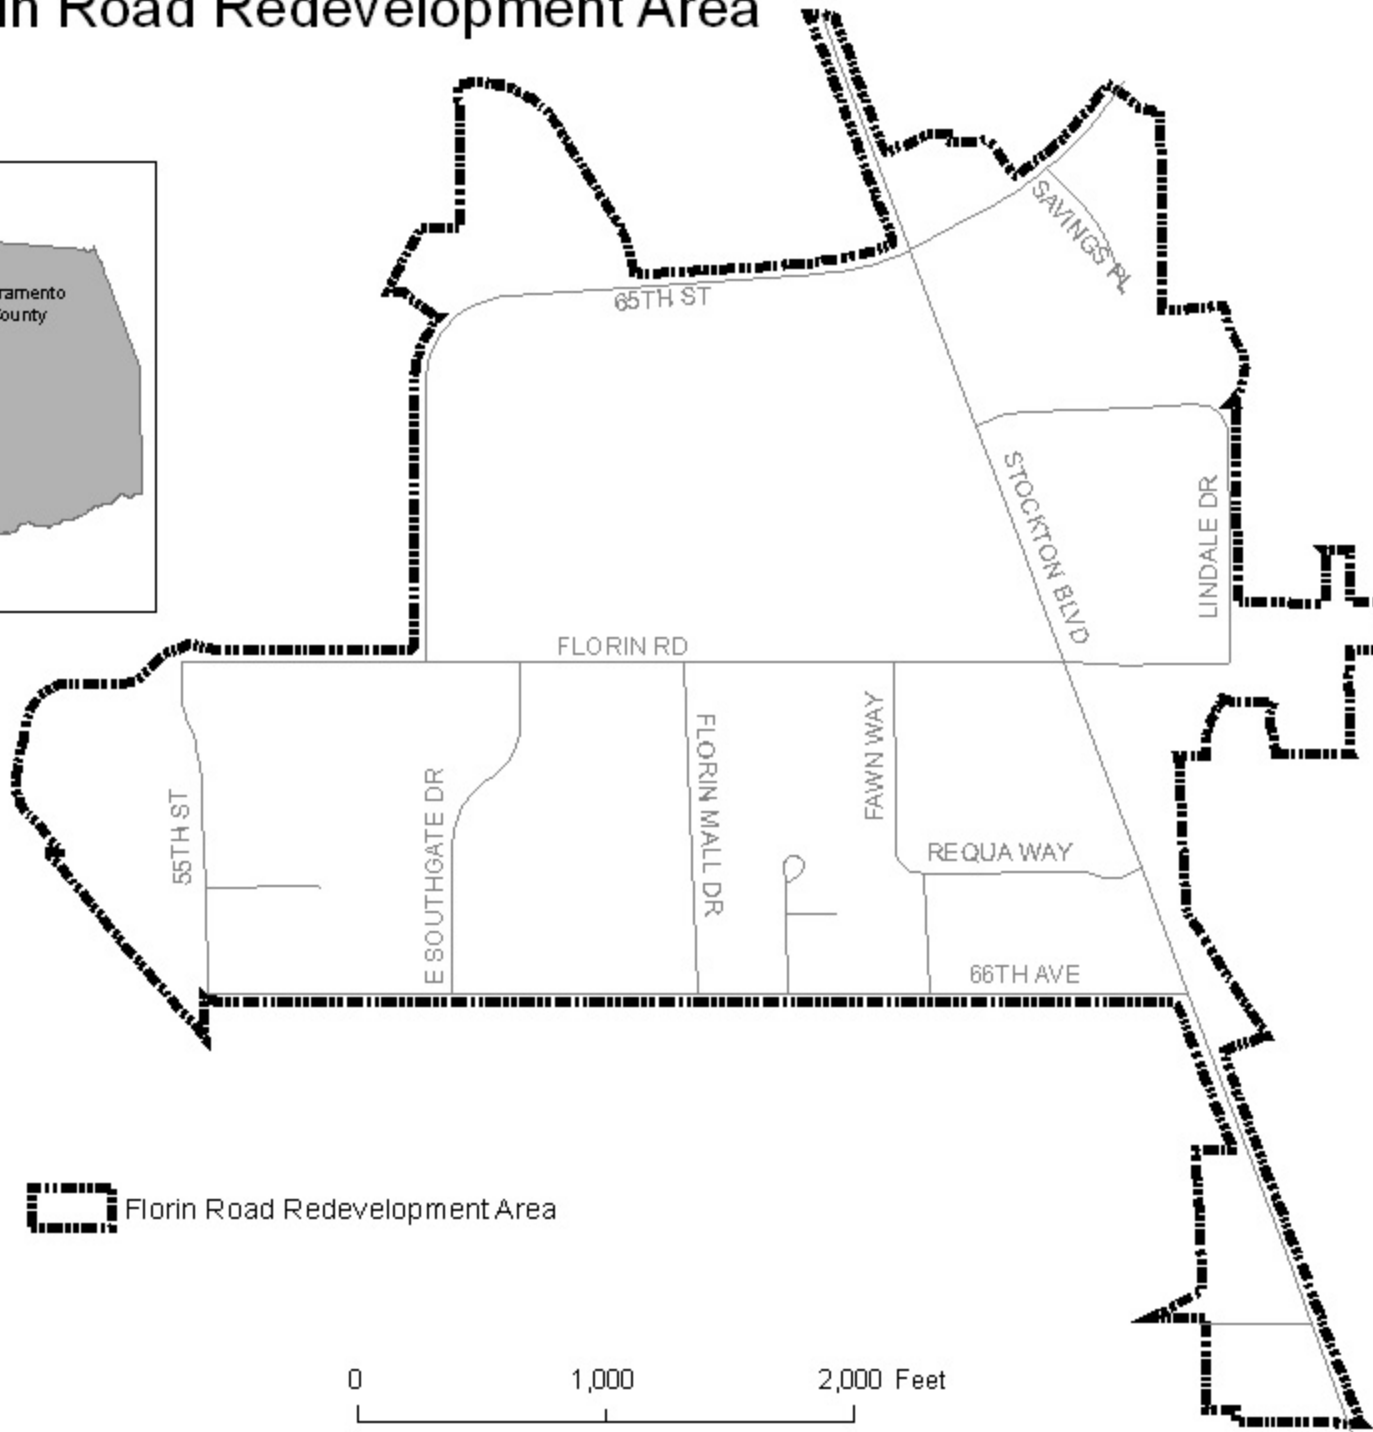 in Road Redevelopment Area
ramento
ounty
SAVINGS PL
65TH ST
STOCKTON BLVD
LINDALE DR
FLORIN RD
55TH ST
E SOUTHGATE DR
FLORIN MALL DR
FAWN WAY
REQUA WAY
66TH AVE
Florin Road Redevelopment Area
0 1,000 2,000 Feet